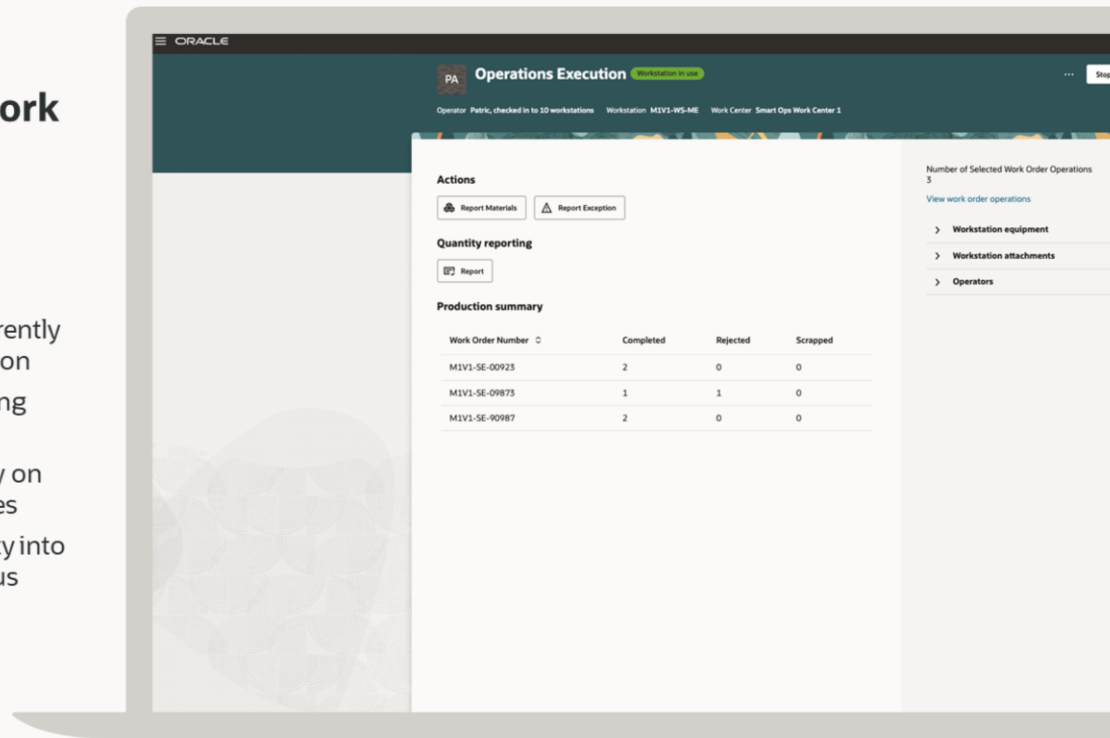 ork
rently
on
ng
y on
es
ty into
us
ORACLE
PA
Operations Execution Workstation in use
... Stop
Operator Patric, checked in to 10 workstations Workstation M1V1-WS-ME Work Center Smart Ops Work Center 1
Actions
Report Materials Report Exception
Quantity reporting
Report
Production summary
Work Order Number Completed Rejected Scrapped
M1V1-SE-00923 2 0 0
M1V1-SE-09873 1 1 0
M1V1-SE-90987 2 0 0
Number of Selected Work Order Operations
3
View work order operations
Workstation equipment
Workstation attachments
Operators